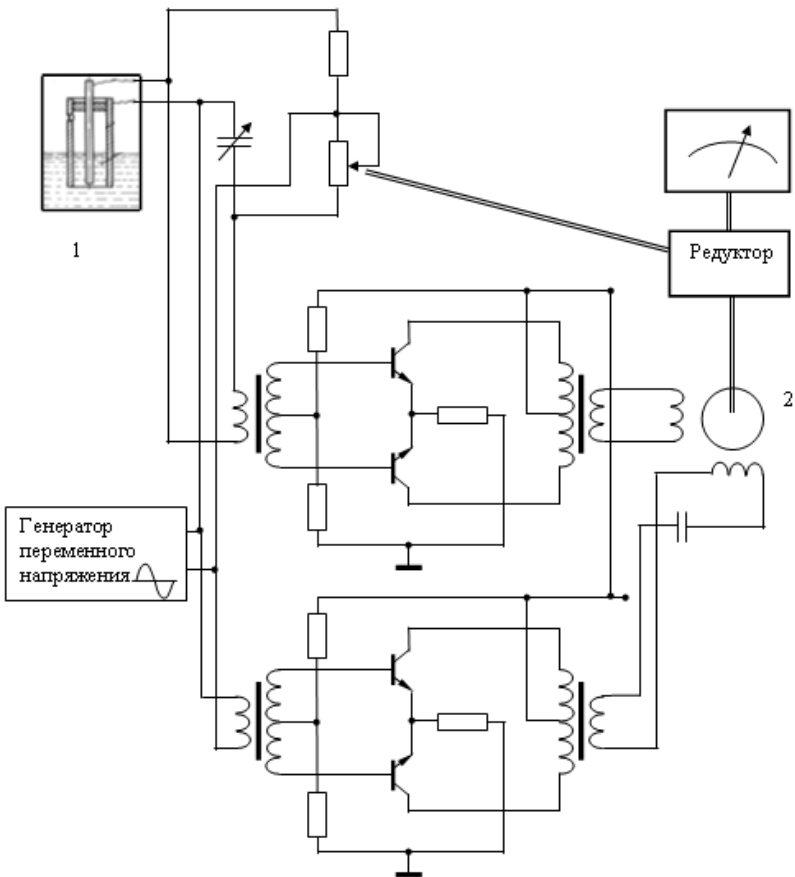 1
Редуктор
2
Генератор
переменного
напряжения